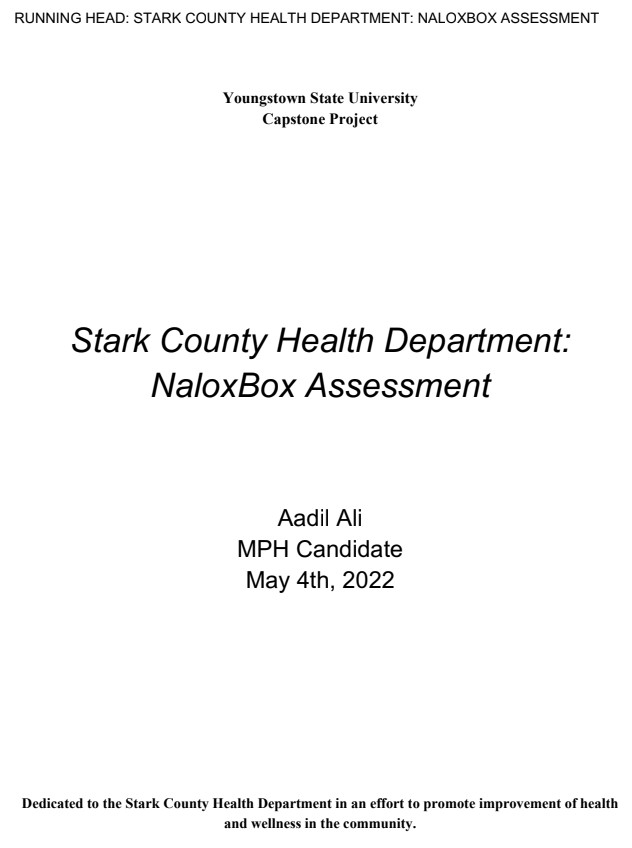 RUNNING HEAD: STARK COUNTY HEALTH DEPARTMENT: NALOXBOX ASSESSMENT
Youngstown State University
Capstone Project
Stark County Health Department:
NaloxBox Assessment
Aadil Ali
MPH Candidate
May 4th, 2022
Dedicated to the Stark County Health Department in an effort to promote improvement of health
and wellness in the community.